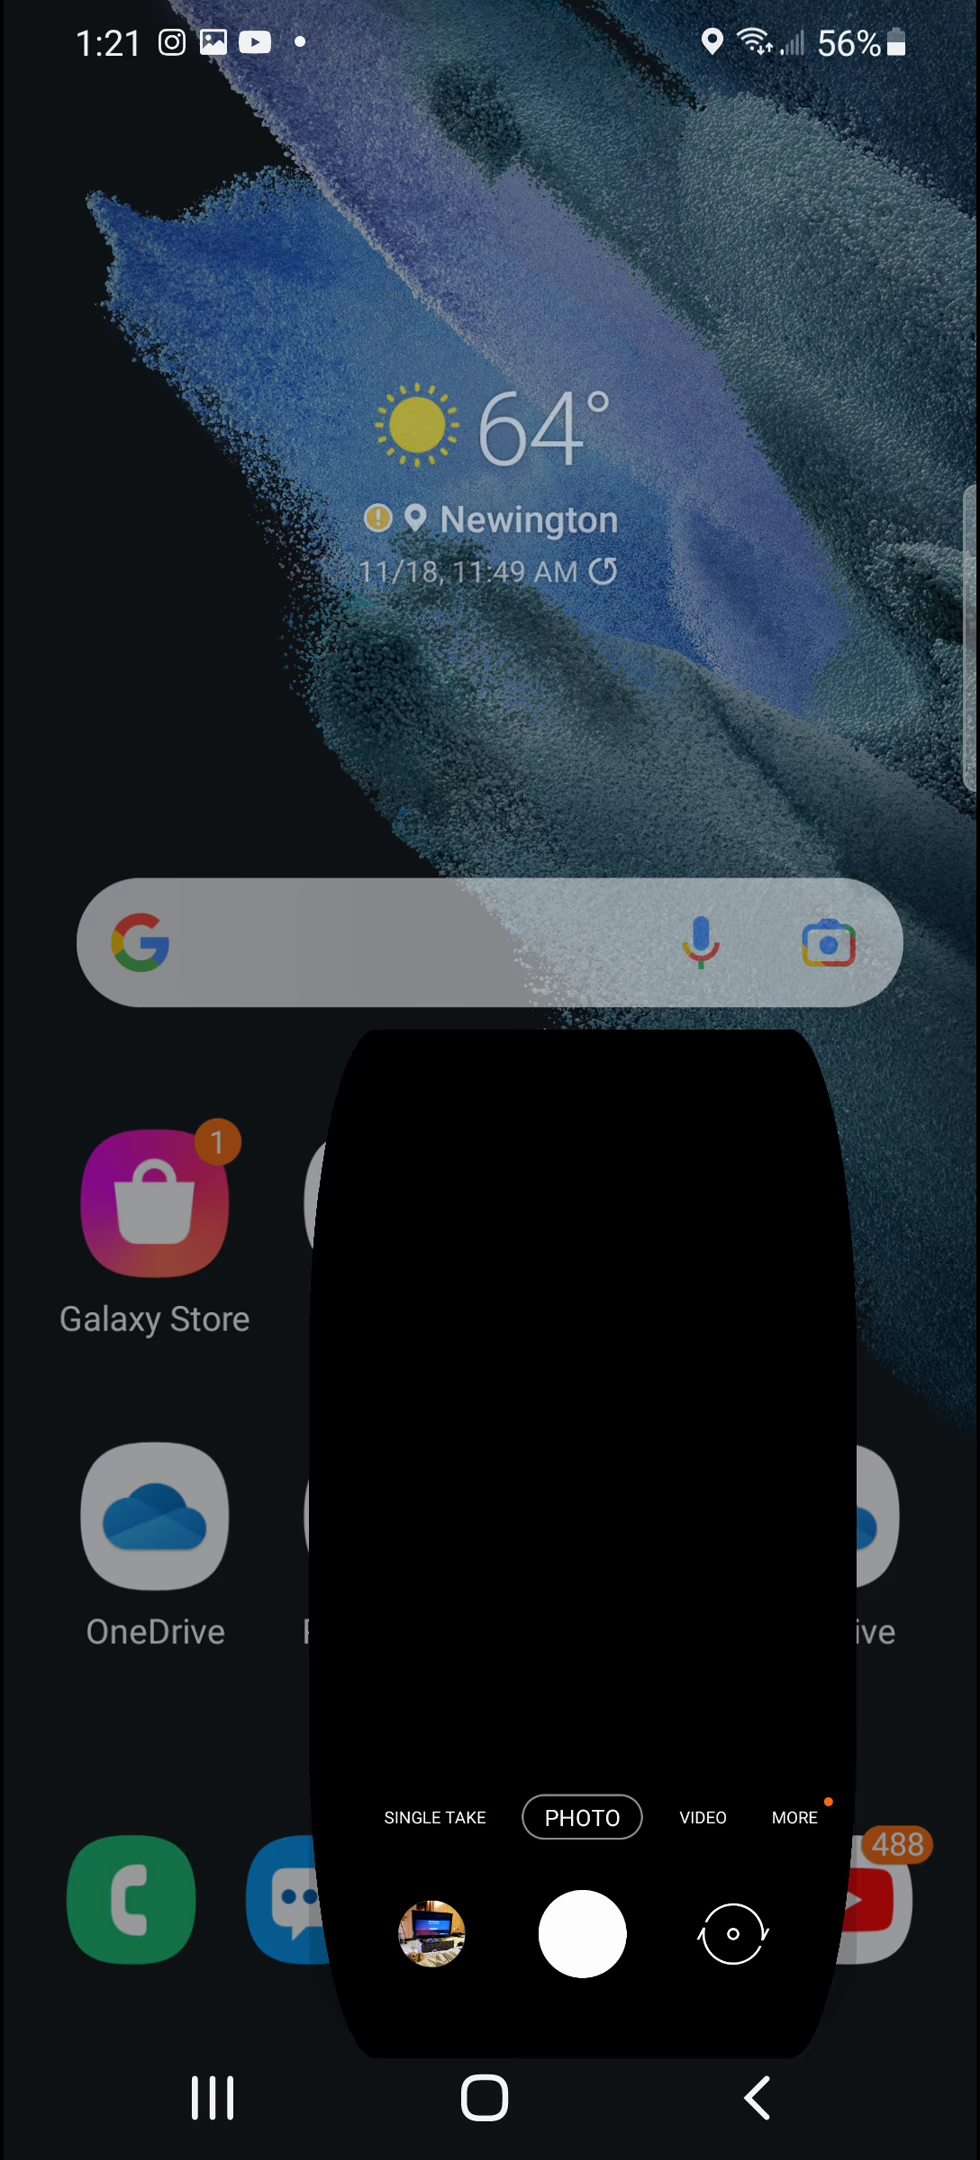 1:21 56%
64°
Newington
11/18, 11:49 AM
1
Galaxy Store
OneDrive
ive
SINGLE TAKE PHOTO VIDEO MORE
488